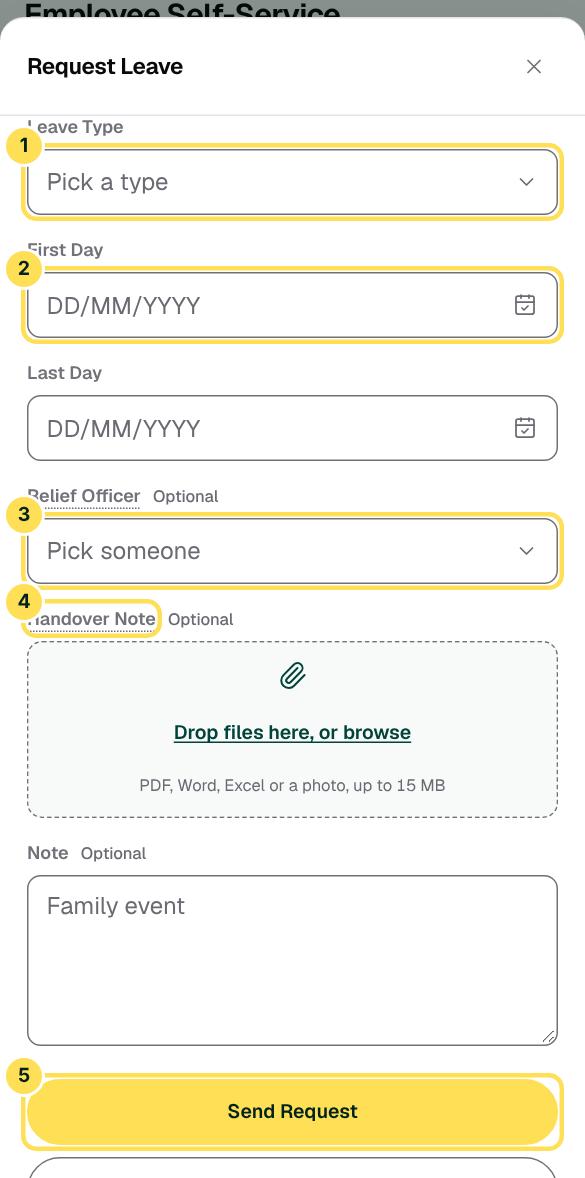 Employee Self-Service
Request Leave
Leave Type
1
Pick a type
First Day
2
DD/MM/YYYY
Last Day
DD/MM/YYYY
Relief Officer Optional
3
Pick someone
4
Handover Note Optional
Drop files here, or browse
PDF, Word, Excel or a photo, up to 15 MB
Note Optional
Family event
5
Send Request